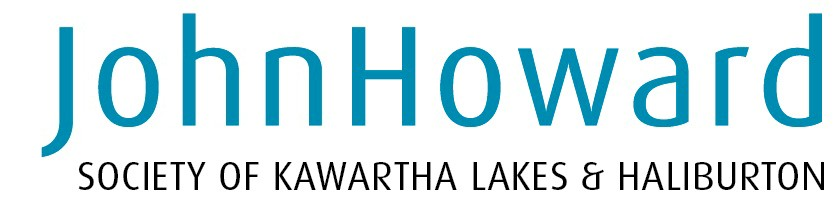 JohnHoward
SOCIETY OF KAWARTHA LAKES & HALIBURTON